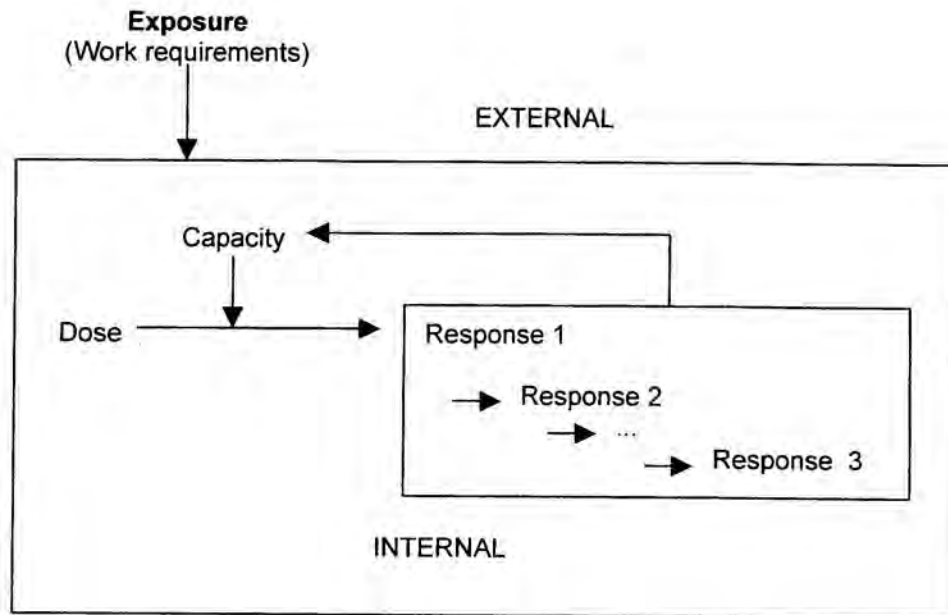 Exposure
(Work requirements)
EXTERNAL
Capacity
Dose
Response 1
Response 2
...
Response 3
INTERNAL